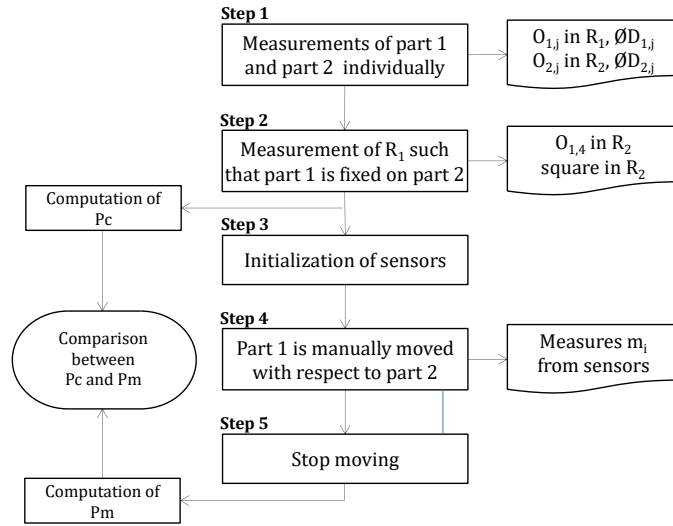 Step 1
Measurements of part 1
and part 2 individually
O1,j in R1, ØD1,j
O2,j in R2, ØD2,j
Step 2
Measurement of R1 such
that part 1 is fixed on part 2
O1,4 in R2
square in R2
Computation of
Pc
Step 3
Initialization of sensors
Step 4
Part 1 is manually moved
with respect to part 2
Measures mi
from sensors
Comparison
between
Pc and Pm
Step 5
Stop moving
Computation of
Pm